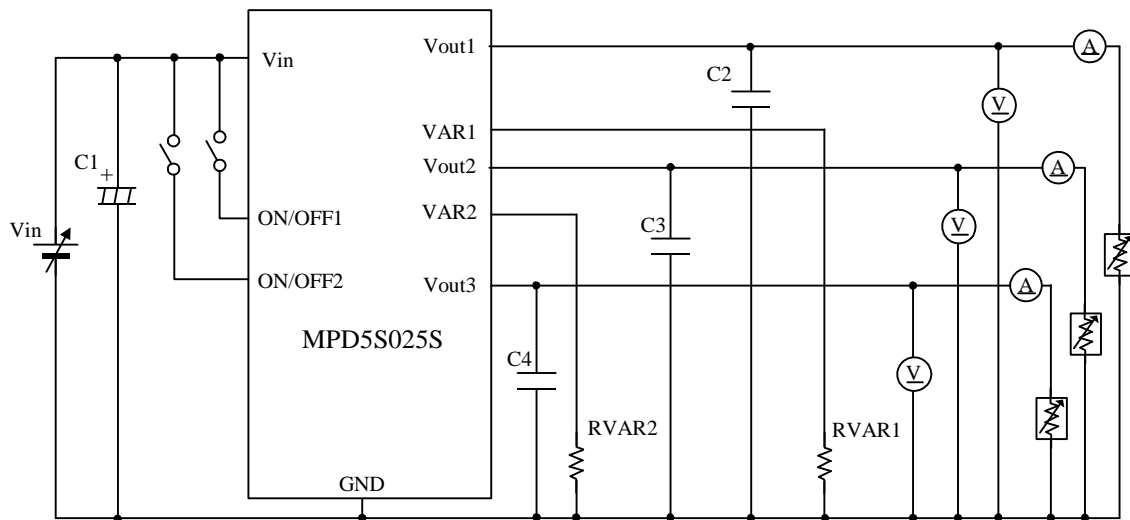 Vin
Vout1
C2
A
V
VAR1
C1
+
Vout2
A
VAR2
ON/OFF1
C3
V
Vin
ON/OFF2
Vout3
A
MPD5S025S
C4
V
RVAR2
RVAR1
GND